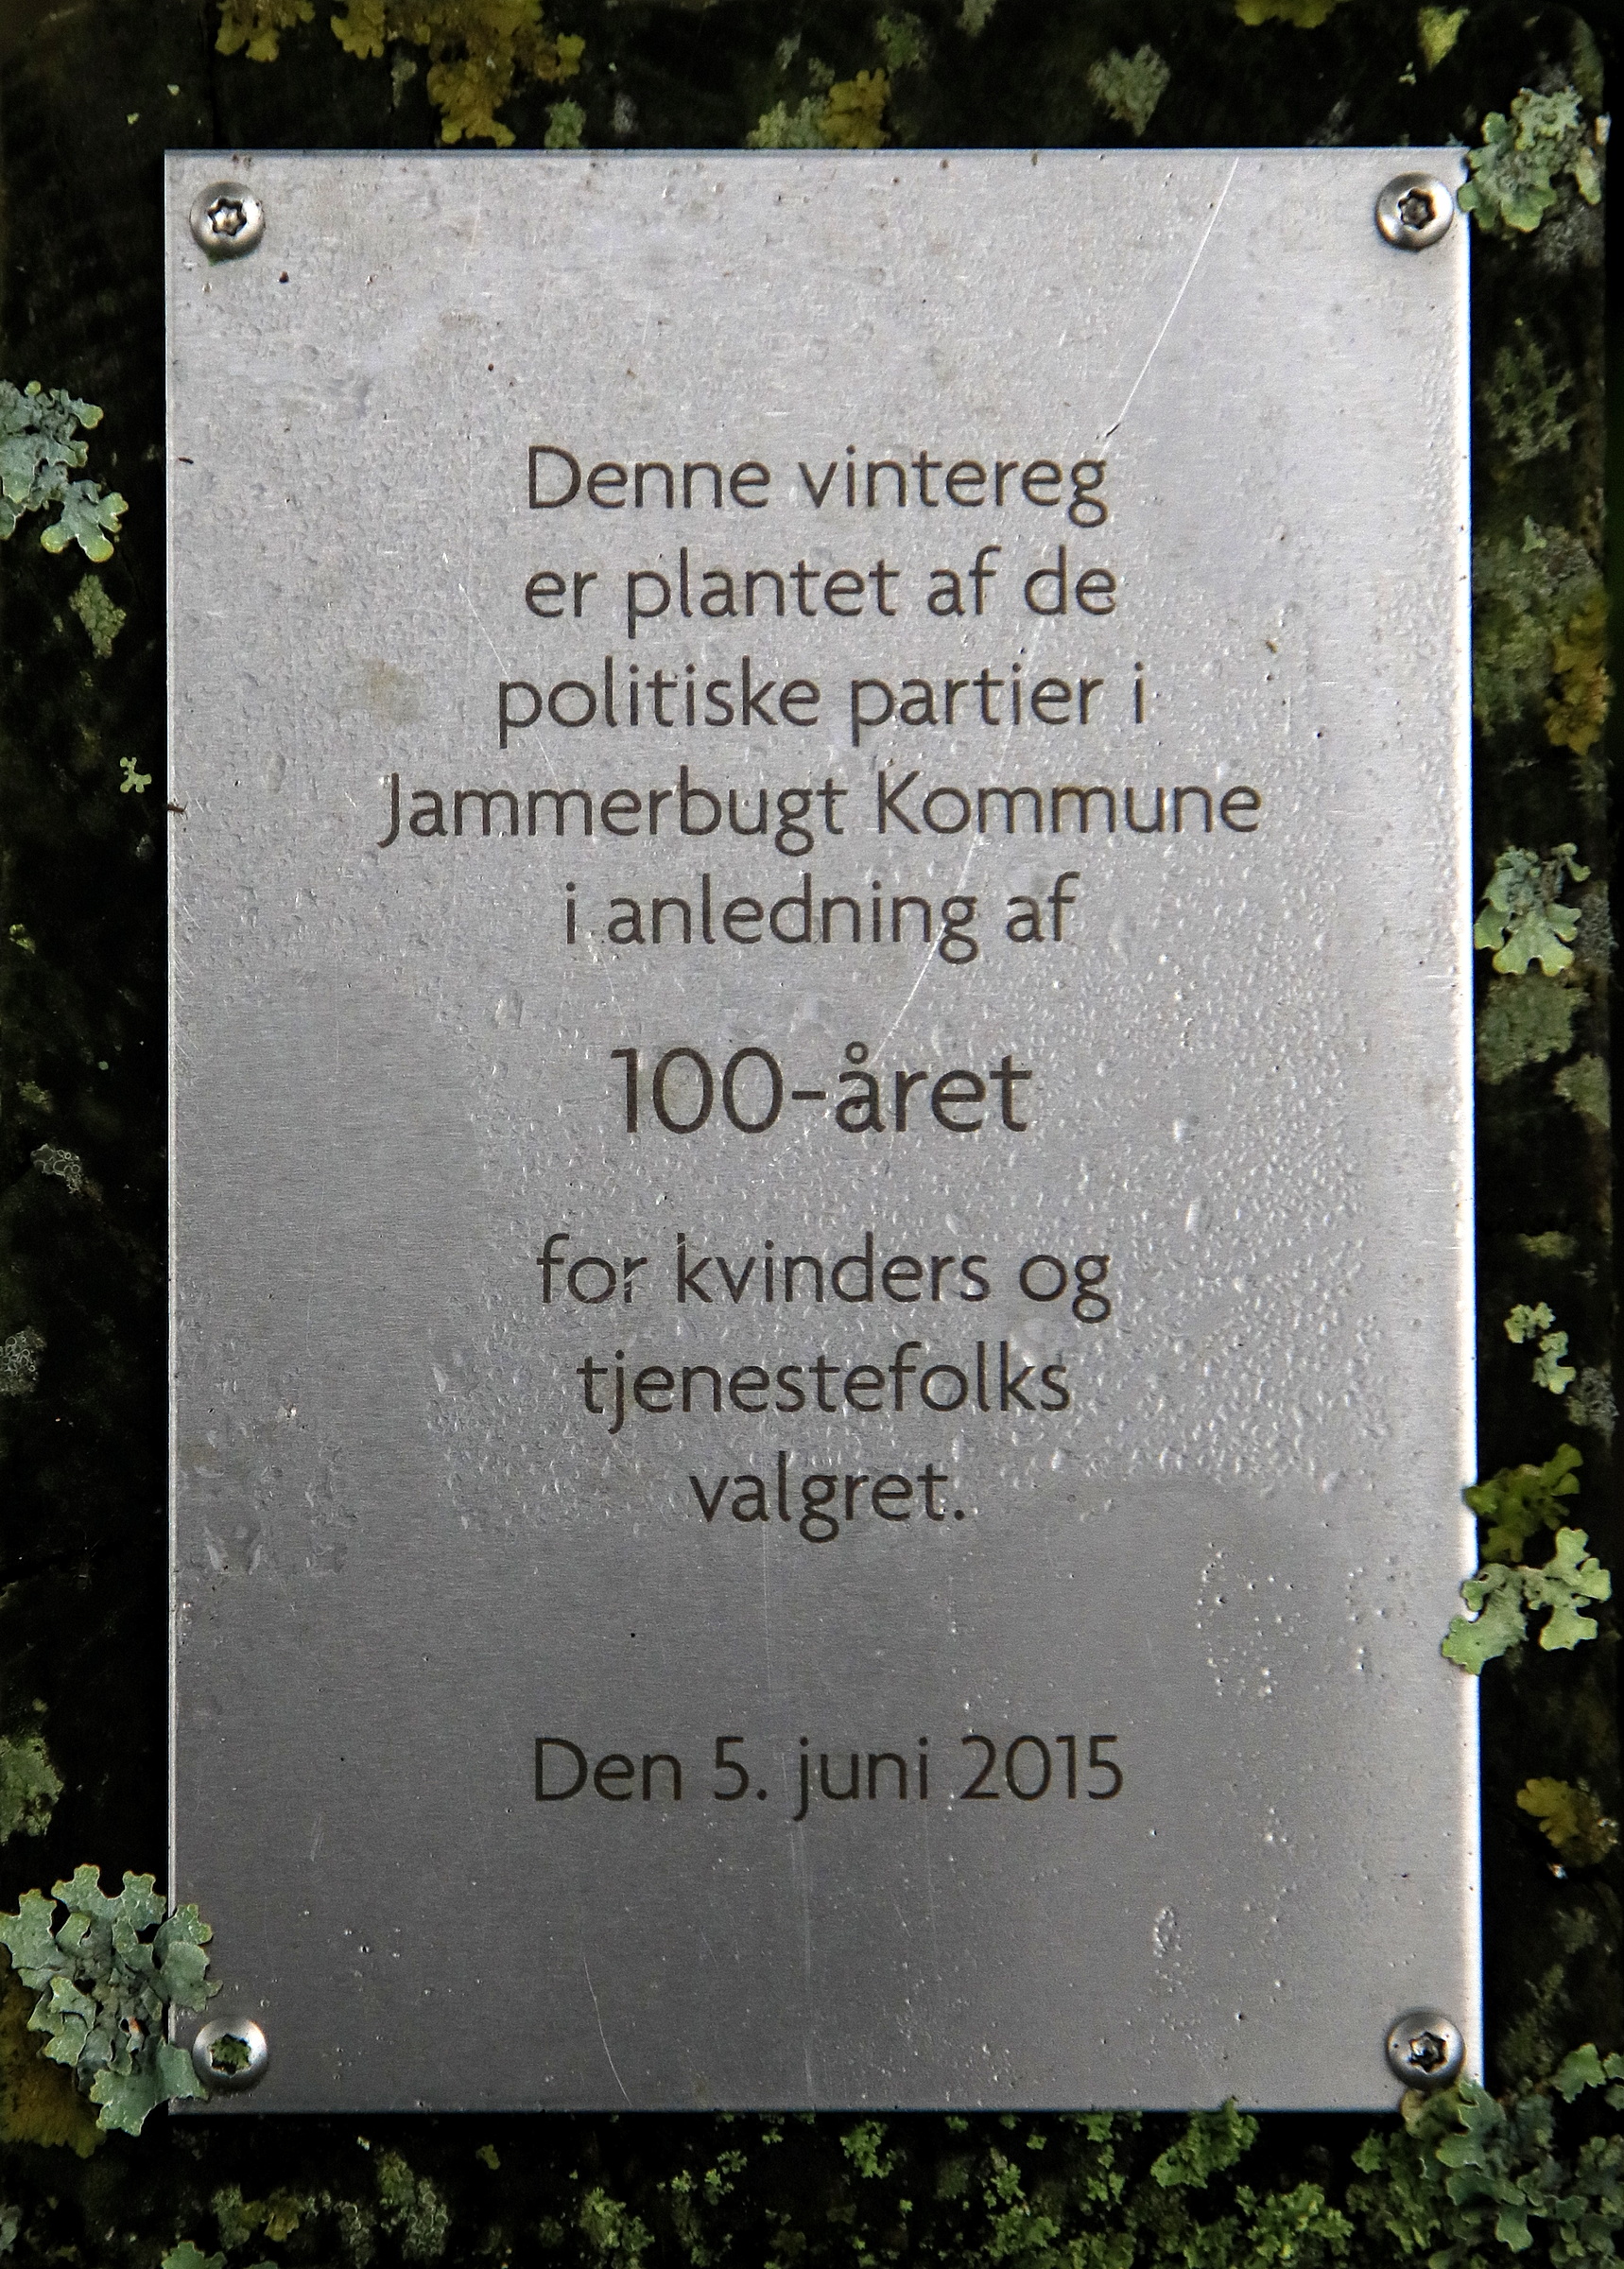 Denne vintereg
er plantet af de
politiske partier i
Jammerbugt Kommune
i anledning af
100-året
for kvinders og
tjenestefolks
valgret.
Den 5. juni 2015